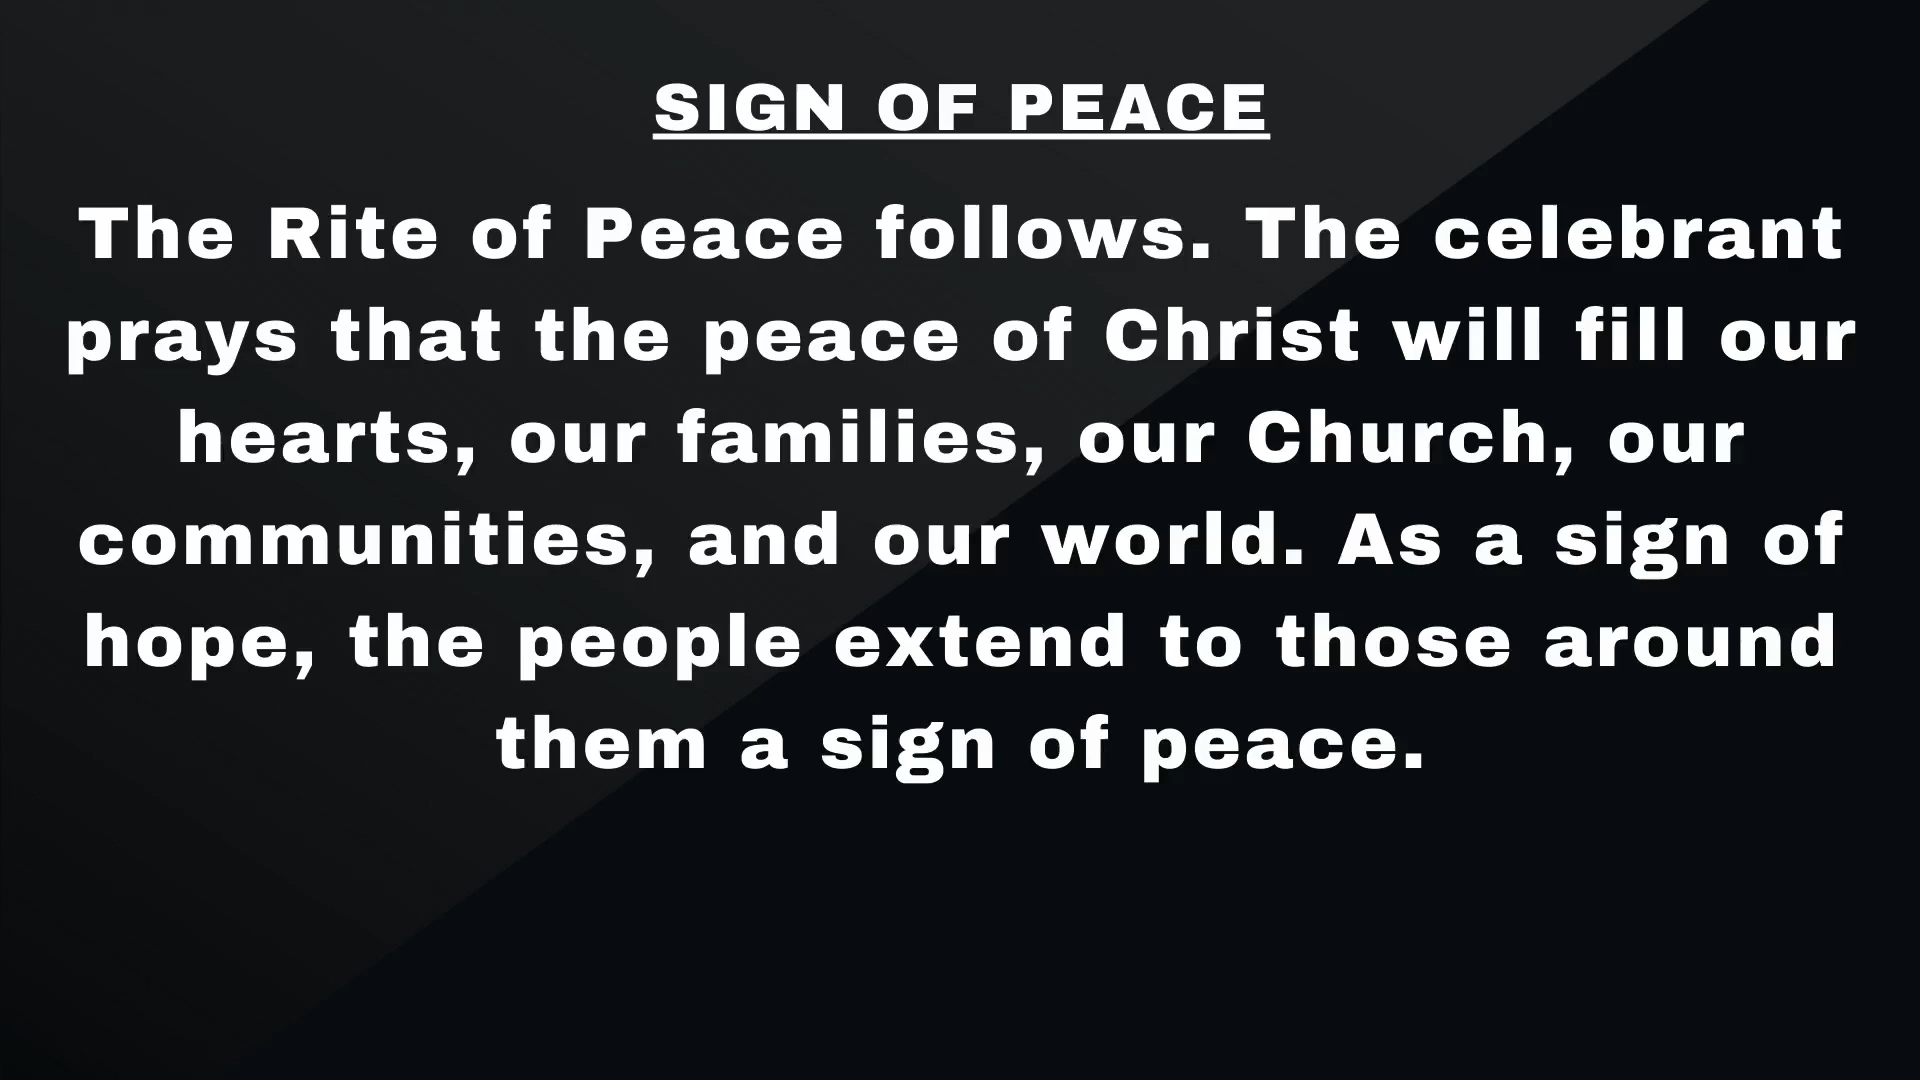 SIGN OF PEACE
The Rite of Peace follows. The celebrant
prays that the peace of Christ will fill our
hearts, our families, our Church, our
communities, and our world. As a sign of
hope, the people extend to those around
them a sign of peace.